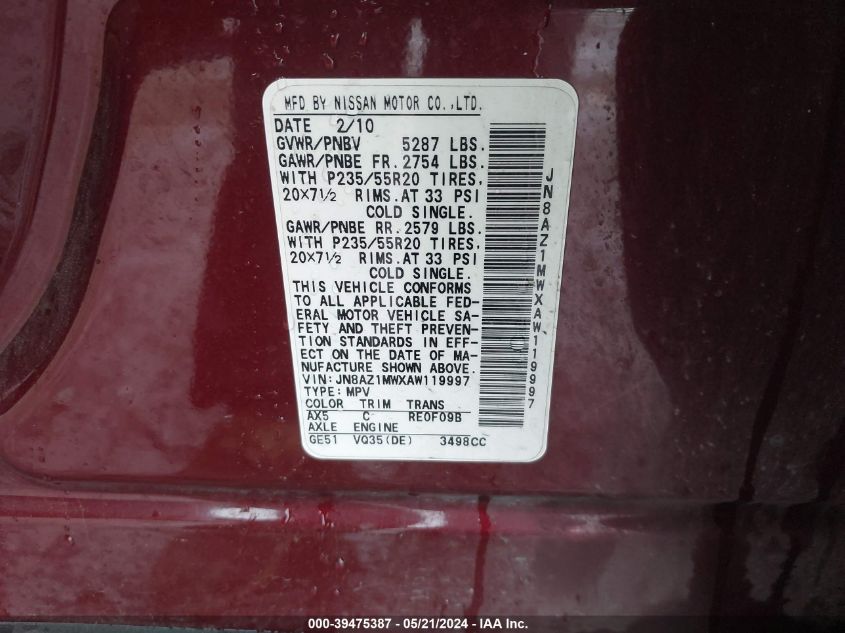 MFD BY NISSAN MOTOR CO.,LTD.
DATE 2/10
GVWR/PNBV 5287 LBS.
GAWR/PNBE FR. 2754 LBS.
WITH P235/55R20 TIRES,
20×7½ RIMS.AT 33 PSI
COLD SINGLE.
GAWR/PNBE RR. 2579 LBS.
WITH P235/55R20 TIRES,
20×7½ RIMS.AT 33 PSI
COLD SINGLE.
THIS VEHICLE CONFORMS
TO ALL APPLICABLE FED-
ERAL MOTOR VEHICLE SA-
FETY AND THEFT PREVEN-
TION STANDARDS IN EFF-
ECT ON THE DATE OF MA-
NUFACTURE SHOWN ABOVE.
VIN: JN8AZ1MWXAW119997
TYPE: MPV
COLOR TRIM TRANS
AX5 C RE0F09B
AXLE ENGINE
GE51 VQ35(DE) 3498CC
JN8AZ1MWXAW119997
000-39475387 - 05/21/2024 - IAA Inc.